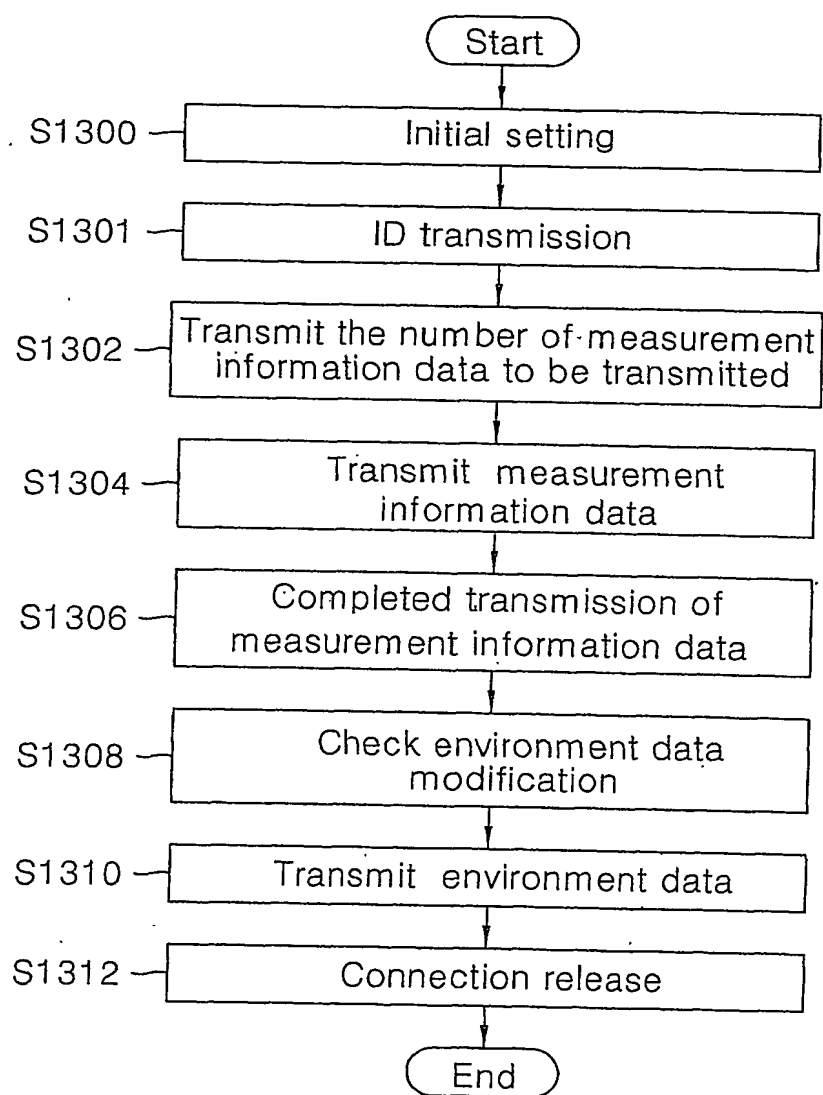 Start
S1300
Initial setting
S1301
ID transmission
S1302
Transmit the number of measurement
information data to be transmitted
S1304
Transmit measurement
information data
S1306
Completed transmission of
measurement information data
S1308
Check environment data
modification
S1310
Transmit environment data
S1312
Connection release
End